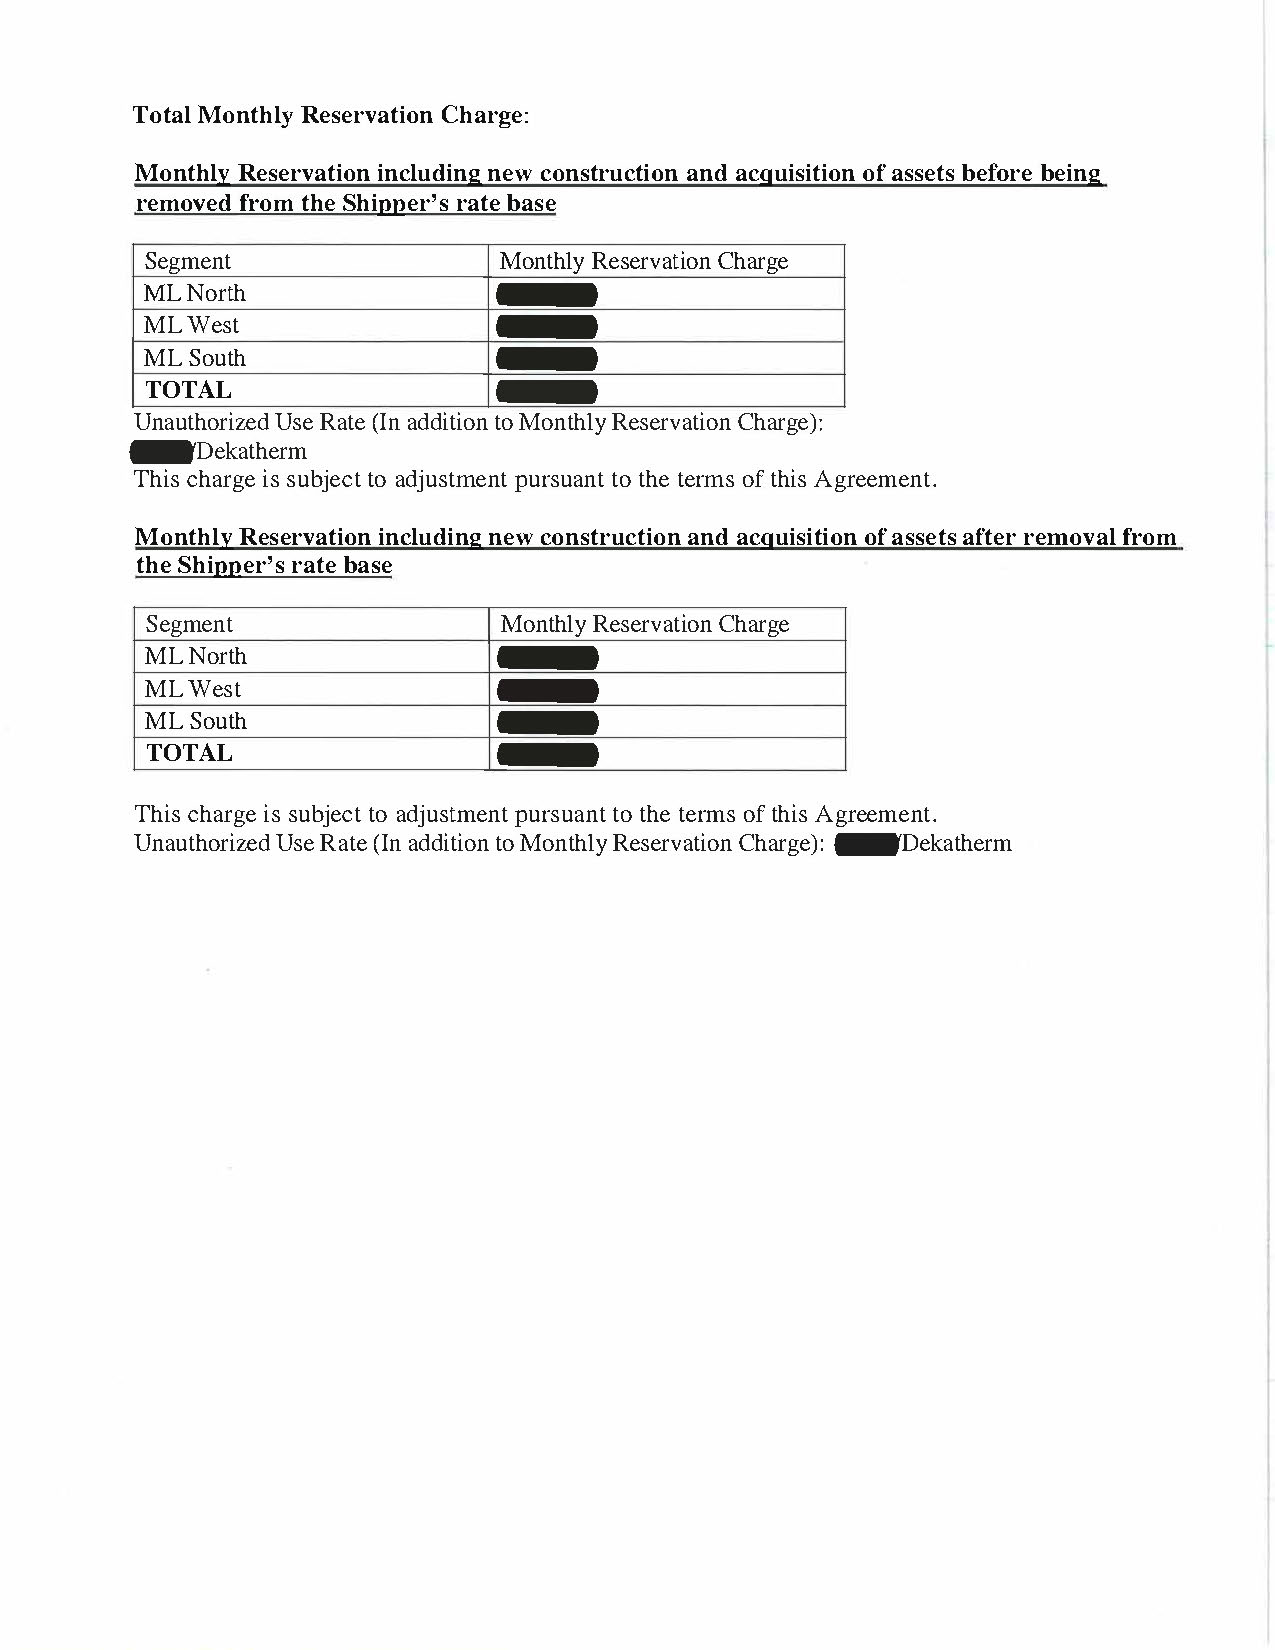 Total Monthly Reservation Charge:
Monthly Reservation including new construction and acquisition of assets before being
removed from the Shipper's rate base
Segment Monthly Reservation Charge
ML North
ML West
ML South
TOTAL
Unauthorized Use Rate (In addition to Monthly Reservation Charge):
/Dekatherm
This charge is subject to adjustment pursuant to the terms of this Agreement.
Monthly Reservation including new construction and acquisition of assets after removal from
the Shipper's rate base
Segment Monthly Reservation Charge
ML North
ML West
ML South
TOTAL
This charge is subject to adjustment pursuant to the terms of this Agreement.
Unauthorized Use Rate (In addition to Monthly Reservation Charge): /Dekatherm